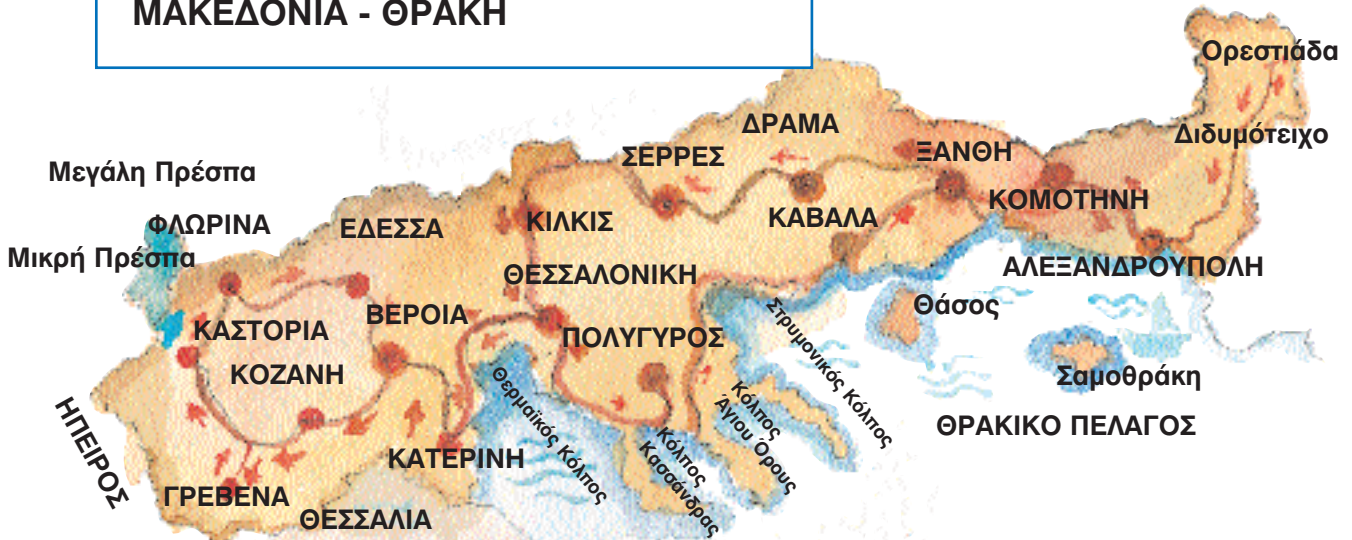 ΜΑΚΕΔΟΝΙΑ - ΘΡΑΚΗ
Ορεστιάδα
Διδυμότειχο
ΔΡΑΜΑ
ΞΑΝΘΗ
ΣΕΡΡΕΣ
Μεγάλη Πρέσπα
ΚΟΜΟΤΗΝΗ
ΦΛΩΡΙΝΑ
ΕΔΕΣΣΑ
ΚΙΛΚΙΣ
ΚΑΒΑΛΑ
Μικρή Πρέσπα
ΘΕΣΣΑΛΟΝΙΚΗ
ΑΛΕΞΑΝΔΡΟΥΠΟΛΗ
Θάσος
ΚΑΣΤΟΡΙΑ
ΒΕΡΟΙΑ
ΠΟΛΥΓΥΡΟΣ
Στρυμονικός Κόλπος
ΚΟΖΑΝΗ
Σαμοθράκη
Θερμαϊκός Κόλπος
Κόλπος
Άγιου Όρους
ΘΡΑΚΙΚΟ ΠΕΛΑΓΟΣ
ΗΠΕΙΡΟΣ
ΚΑΤΕΡΙΝΗ
Κόλπος
Κασσάνδρας
ΓΡΕΒΕΝΑ
ΘΕΣΣΑΛΙΑ